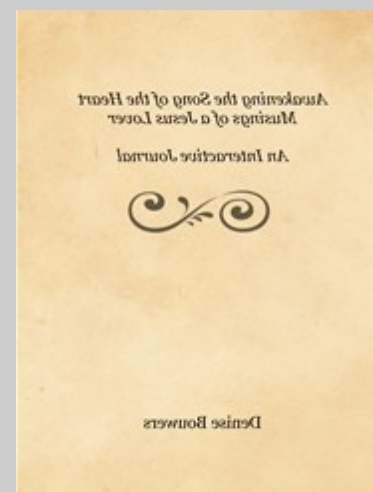 Awakening the Song of the Heart
Musings of a Jesus Lover
An Interactive Journal
Denise Bouwers